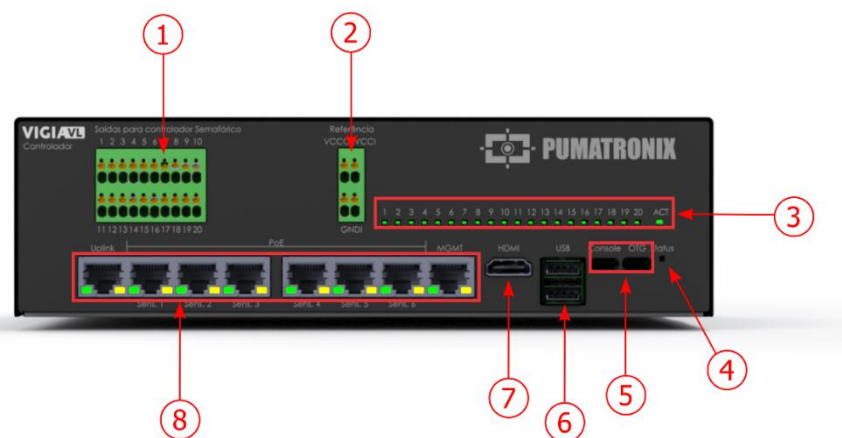 1
2
VIGIAVL
Controlador
Saídas para controlador Semafórico
1 2 3 4 5 6 7 8 9 10
11 12 13 14 15 16 17 18 19 20
Referência
VCCO VCCI
GNDI
PUMATRONIX
1 2 3 4 5 6 7 8 9 10 11 12 13 14 15 16 17 18 19 20 ACT
3
Uplink
PoE
MGMT
HDMI
USB
Console
OTG
Status
Sens. 1
Sens. 2
Sens. 3
Sens. 4
Sens. 5
Sens. 6
4
5
6
7
8